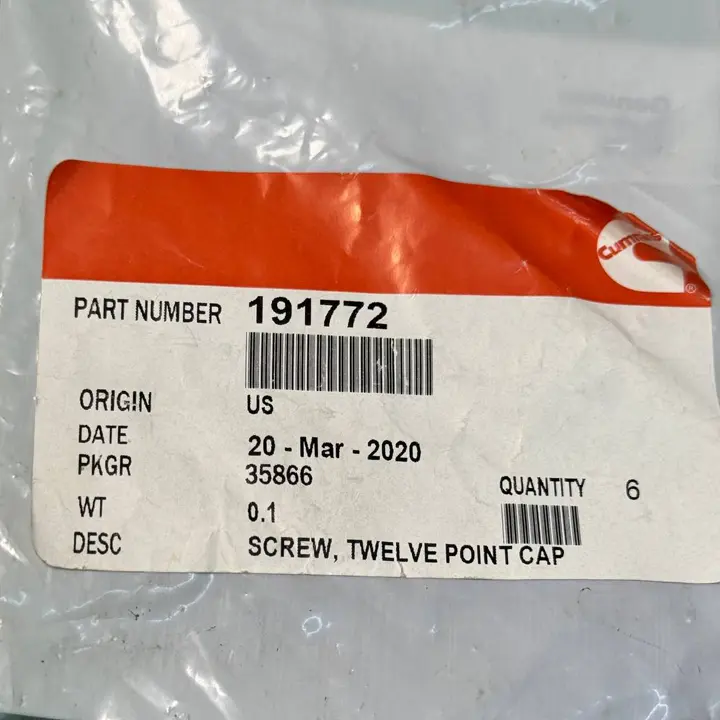 Cummins
®
PART NUMBER 191772
ORIGIN US
DATE 20 - Mar - 2020
PKGR 35866
QUANTITY 6
WT 0.1
DESC SCREW, TWELVE POINT CAP